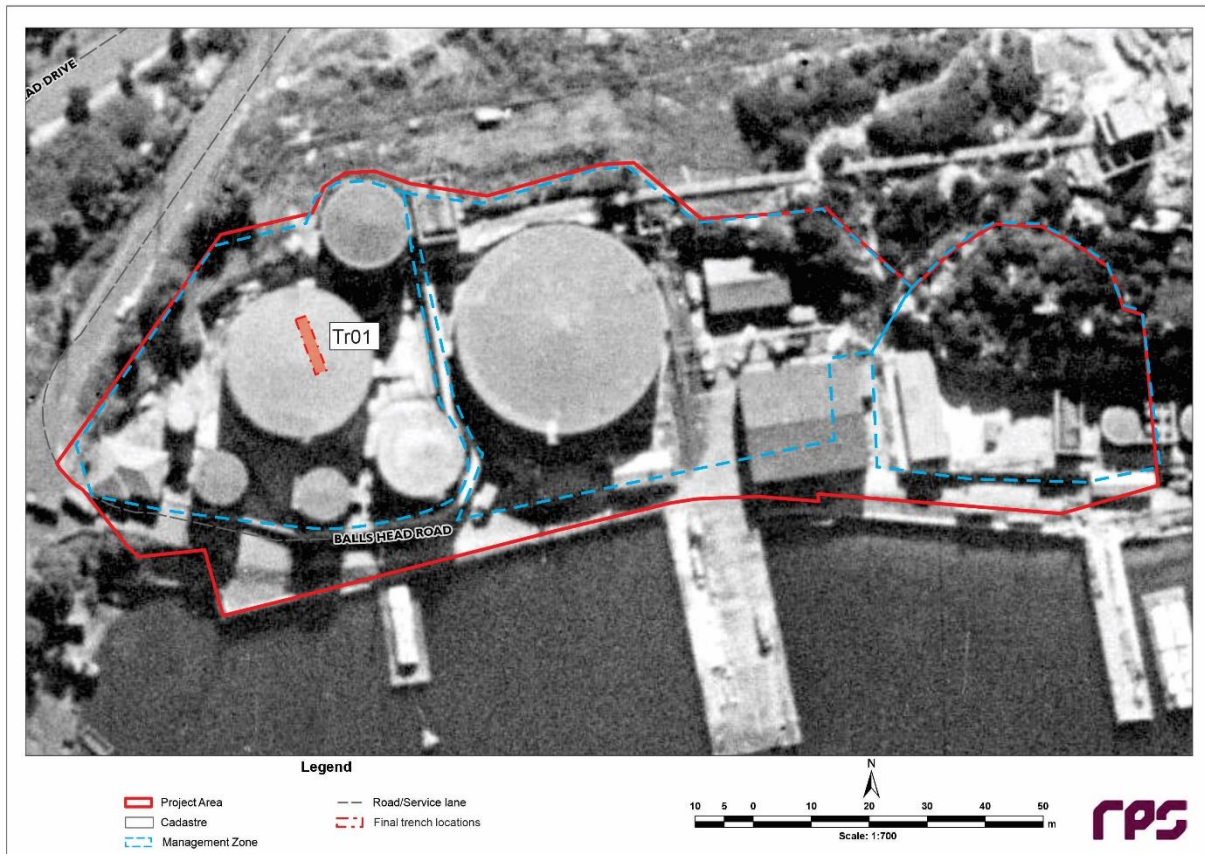 AD DRIVE
Tr01
BALLS HEAD ROAD
Legend
Project Area
Cadastre
Management Zone
Road/Service lane
Final trench locations
N
10 5 0 10 20 30 40 50
m
Scale: 1:700
rps